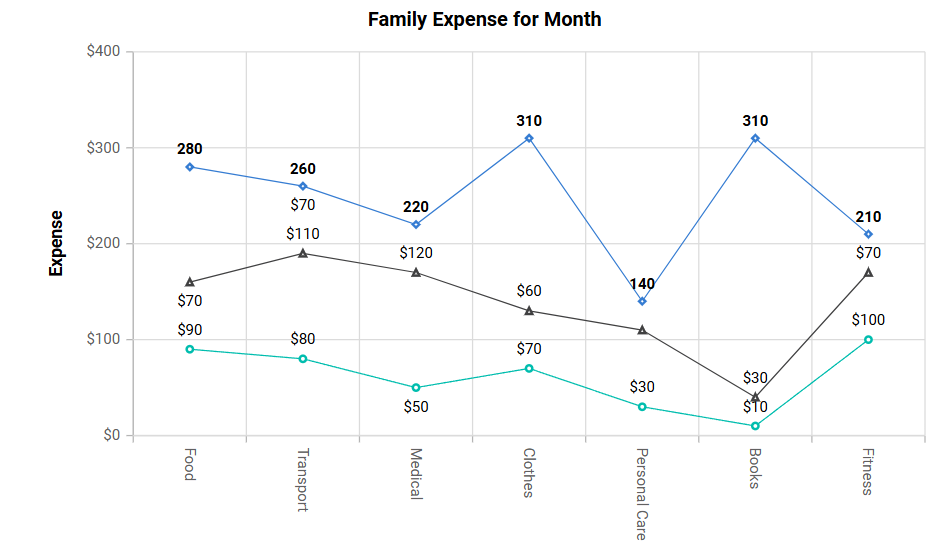 Family Expense for Month
$400
310
310
$300
280
260
$70
220
210
$110
$200
$120
$70
140
$60
$70
$100
$90
$80
$100
$70
$30
$30
$50
$10
$0
Expense
Food
Transport
Medical
Clothes
Personal Care
Books
Fitness